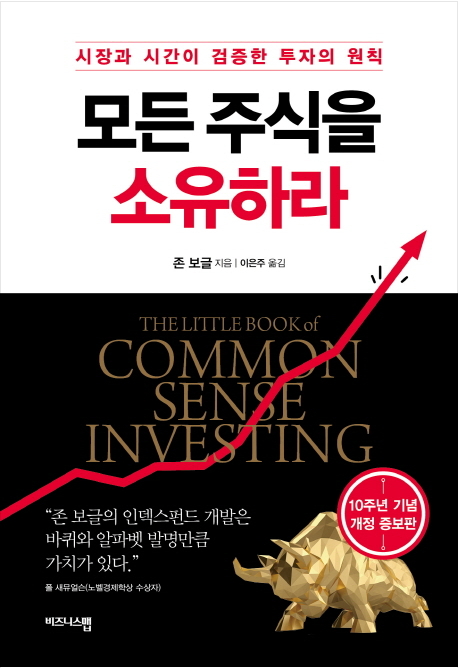 시장과 시간이 검증한 투자의 원칙
모든 주식을
소유하라
존 보글 지음 | 이은주 옮김
THE LITTLE BOOK of
COMMON
SENSE
INVESTING
10주년 기념
개정 증보판
“존 보글의 인덱스펀드 개발은
바퀴와 알파벳 발명만큼
가치가 있다.”
폴 새뮤얼슨(노벨경제학상 수상자)
비즈니스맵